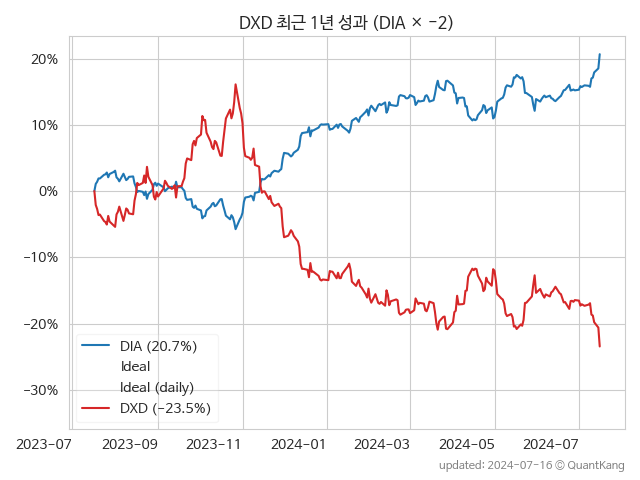 DXD 최근 1년 성과 (DIA × −2)
20%
10%
0%
−10%
−20%
−30%
DIA (20.7%)
Ideal
Ideal (daily)
DXD (−23.5%)
2023−07 2023−09 2023−11 2024−01 2024−03 2024−05 2024−07
updated: 2024-07-16 © QuantKang